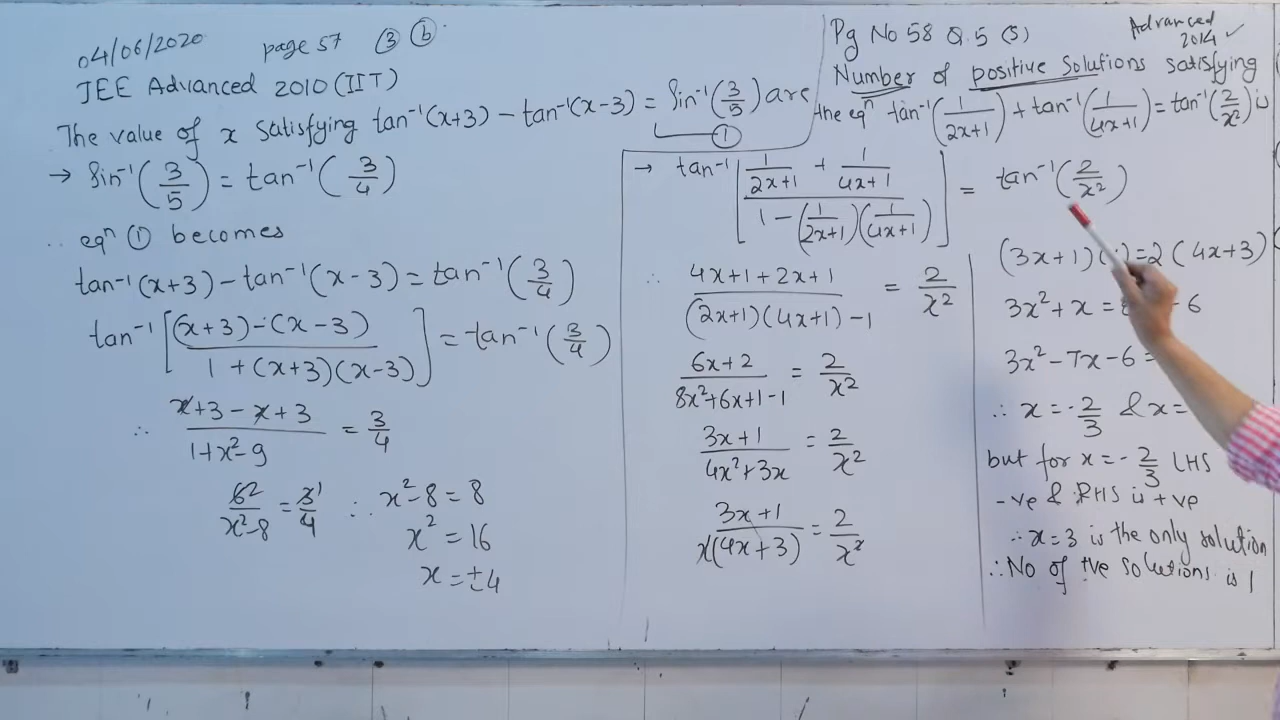 04/06/2020 page 57 ③ ⓑ
JEE Advanced 2010 (IIT)
The value of x satisfying tan⁻¹(x+3) - tan⁻¹(x-3) = Sin⁻¹(3/5) are
①
→ Sin⁻¹(3/5) = tan⁻¹(3/4)
∴ eqⁿ ① becomes
tan⁻¹(x+3) - tan⁻¹(x-3) = tan⁻¹(3/4)
tan⁻¹[((x+3)-(x-3))/(1+(x+3)(x-3))] = tan⁻¹(3/4)
∴ (x+3-x+3)/(1+x²-9) = 3/4
6 2/(x²-8) = 3 1/4 ∴ x²-8 = 8
x² = 16
x = ±4
Pg No 58 Q.5 (S) Advanced 2014 ✓
Number of positive solutions satisfying
the eqⁿ tan⁻¹(1/(2x+1)) + tan⁻¹(1/(4x+1)) = tan⁻¹(2/x²) is
→ tan⁻¹[(1/(2x+1) + 1/(4x+1))/(1-(1/(2x+1))(1/(4x+1)))] = tan⁻¹(2/x²)
∴ (4x+1+2x+1)/((2x+1)(4x+1)-1) = 2/x²
(6x+2)/(8x²+6x+1-1) = 2/x²
(3x+1)/(4x²+3x) = 2/x²
(3x+1)/(x(4x+3)) = 2/x²
(3x+1)( ) = 2(4x+3)
3x²+x = 6
3x²-7x-6 =
∴ x = -2/3 & x =
but for x = -2/3 LHS
-ve & RHS is +ve
∴ x=3 is the only solution
∴ No of +ve solutions is 1